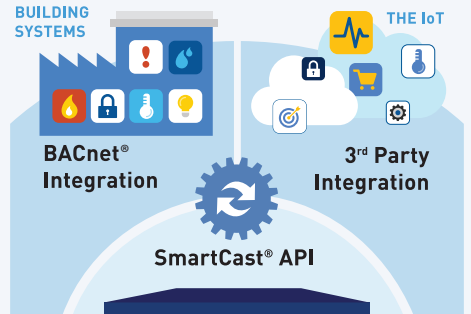 BUILDING
SYSTEMS
THE IoT
BACnet®
Integration
3rd Party
Integration
SmartCast® API